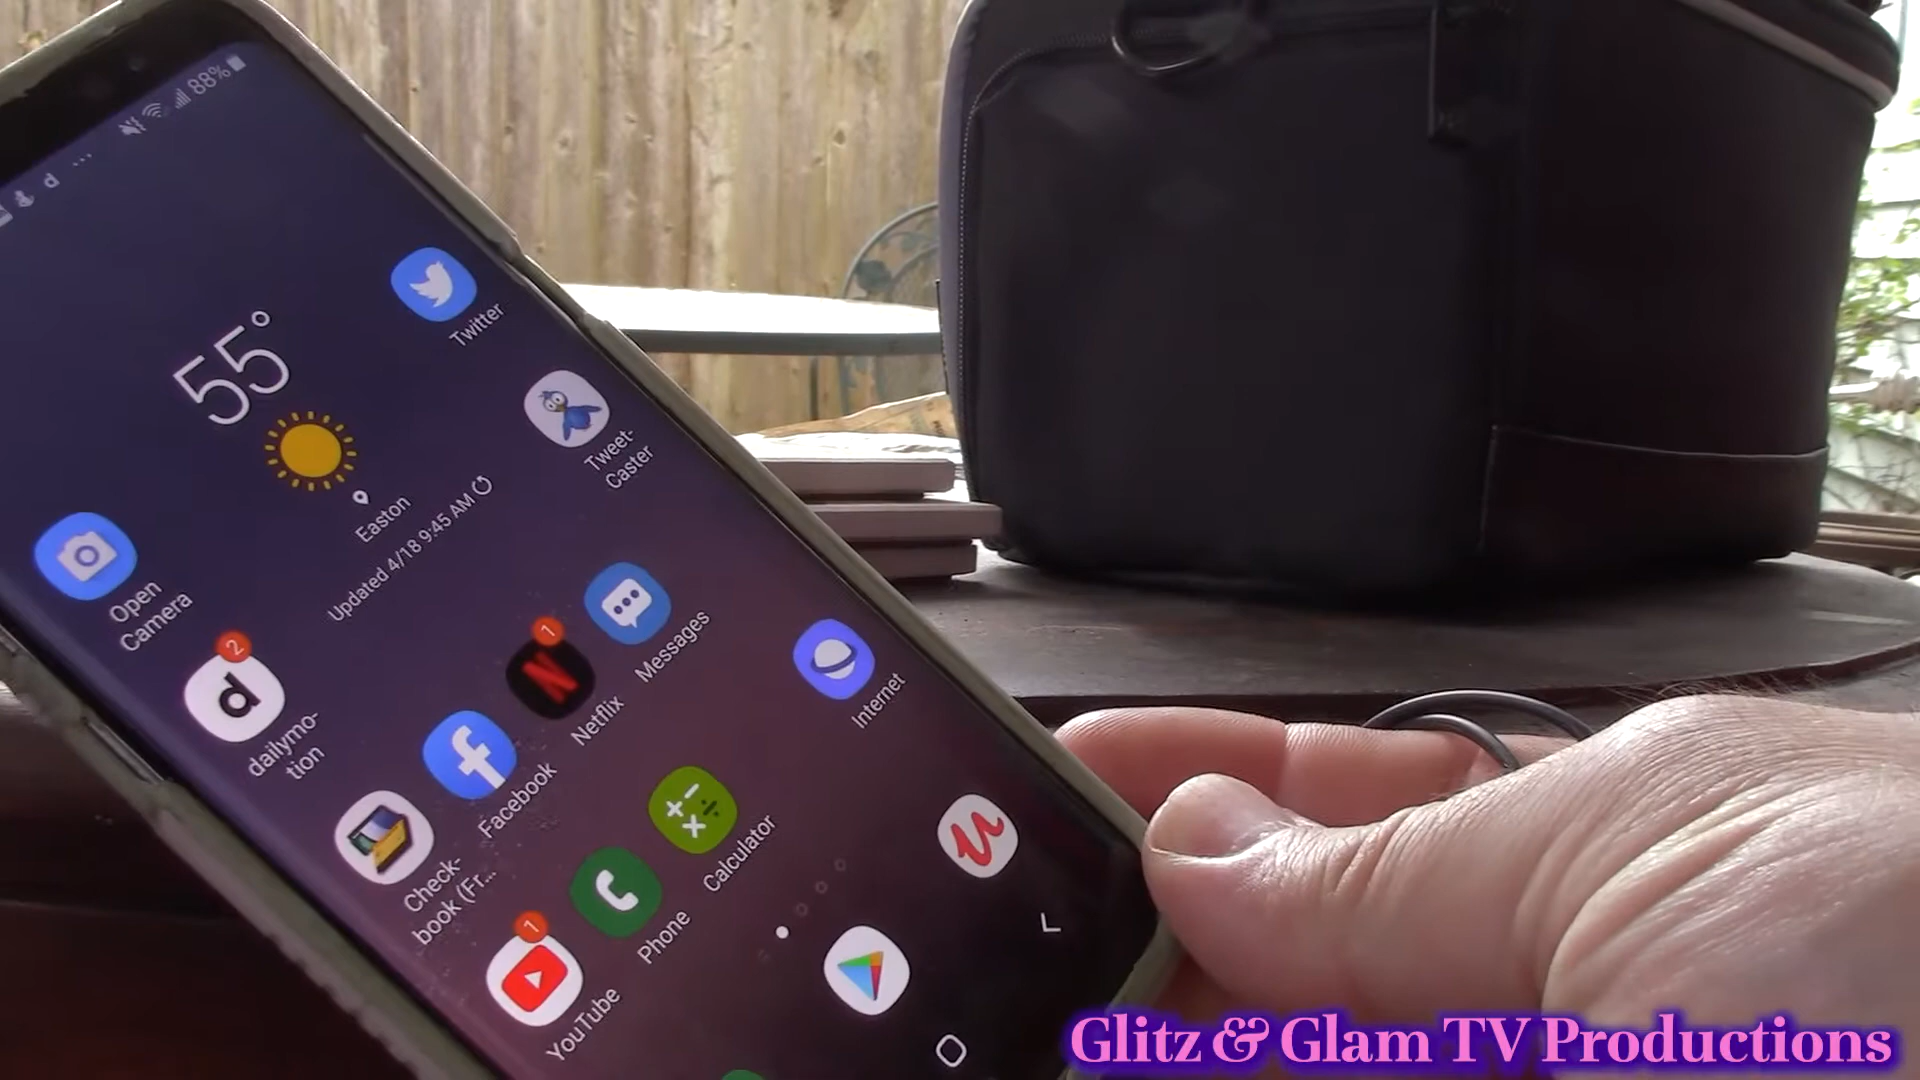 88%
d
55°
Easton
Updated 4/18 9:45 AM
Twitter
Tweet-
Caster
Open
Camera
2
d
dailymo-
tion
1
N
Netflix
Messages
Internet
f
Facebook
Check-
book (Fr...
Calculator
Phone
1
YouTube
Glitz & Glam TV Productions